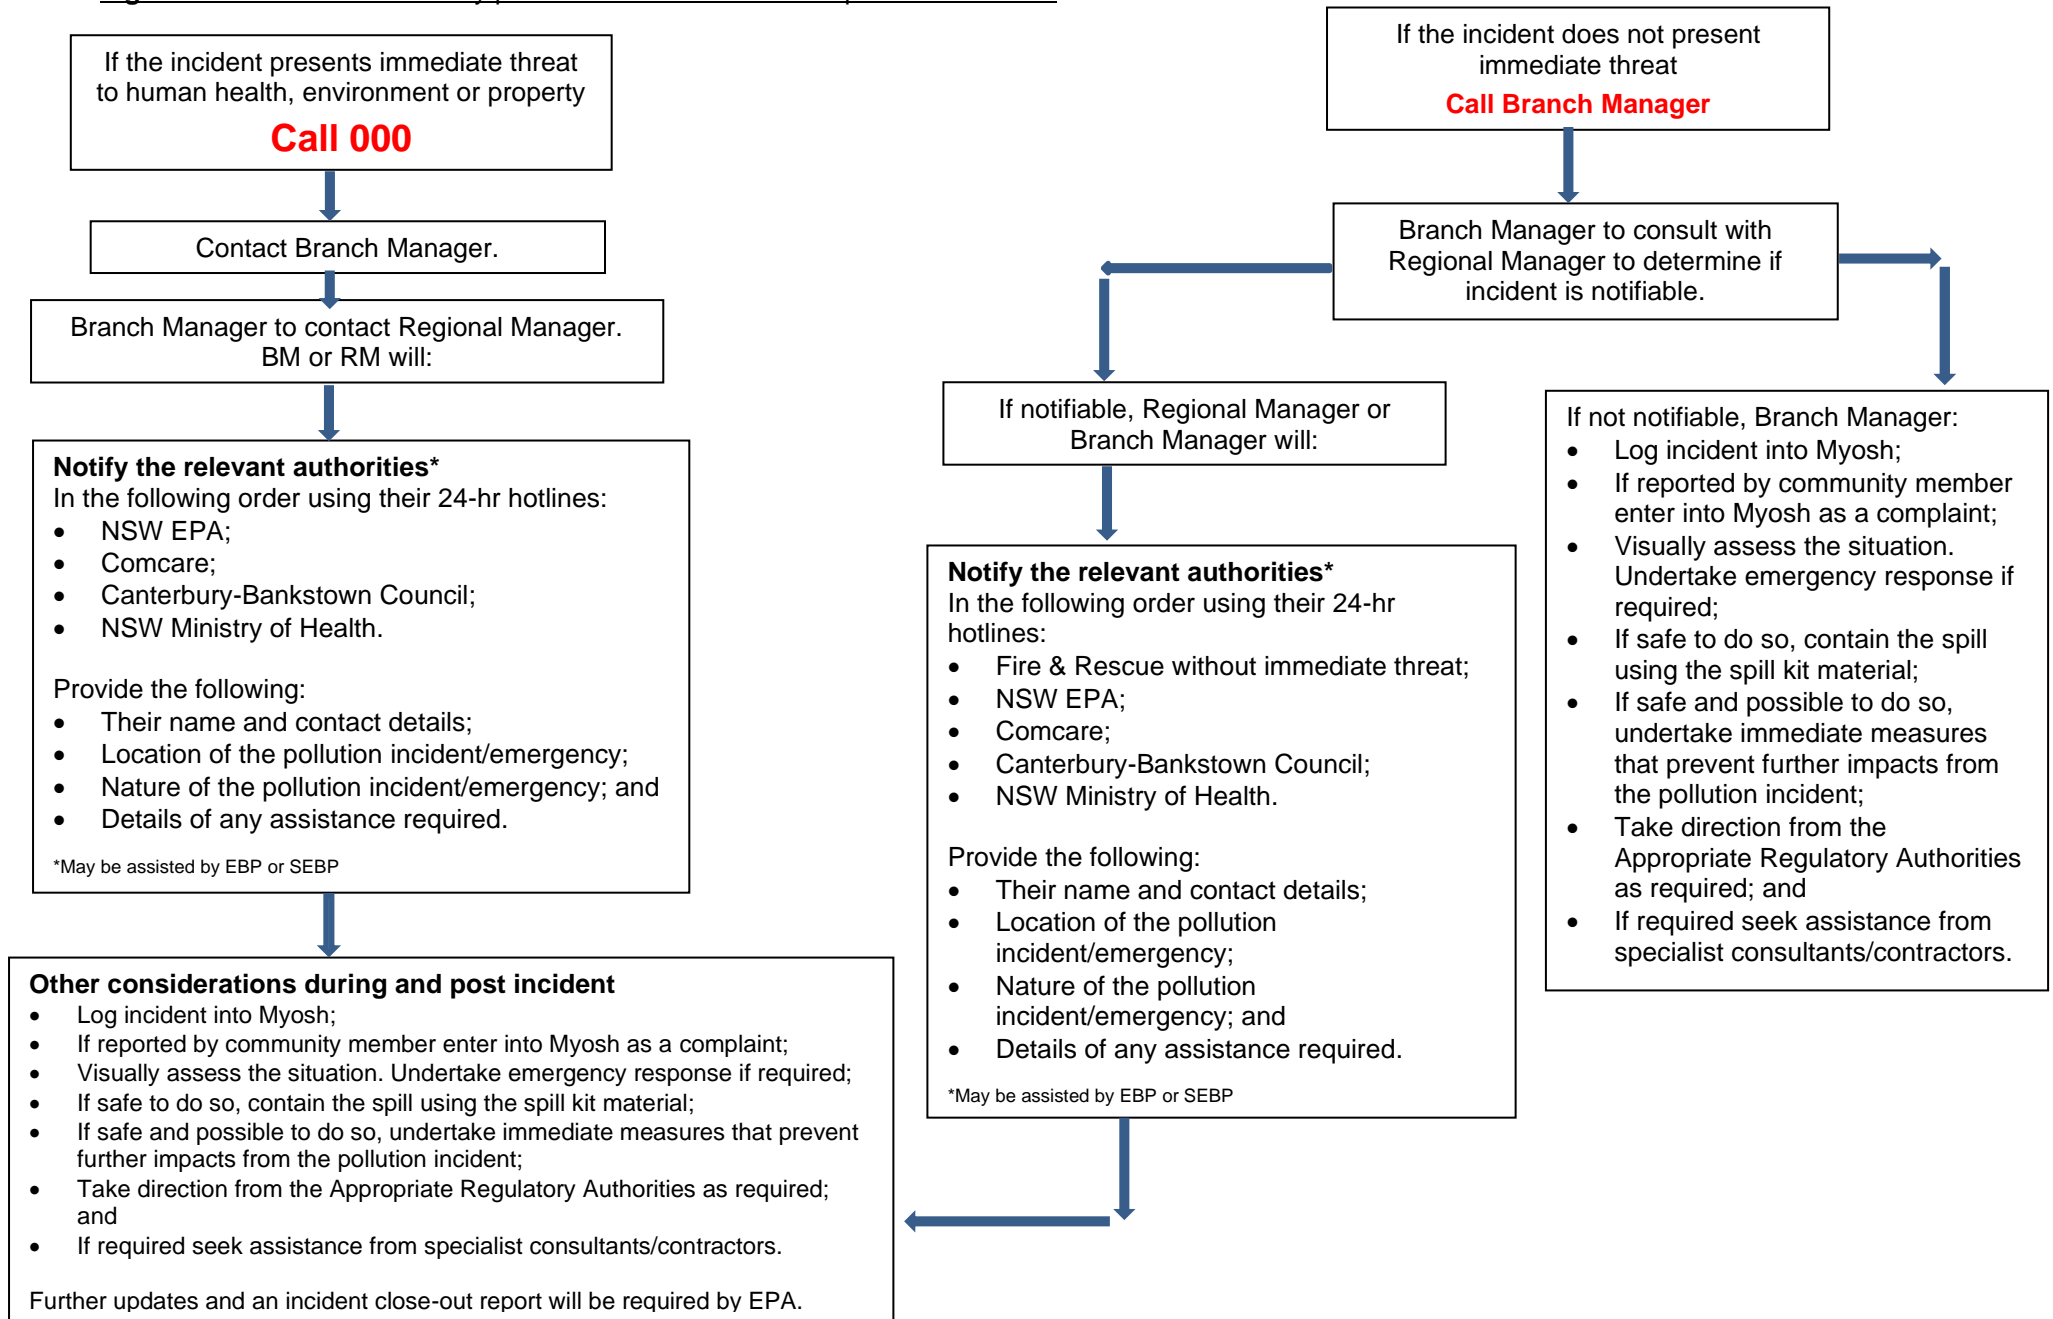 If the incident presents immediate threat
to human health, environment or property
Call 000
Contact Branch Manager.
Branch Manager to contact Regional Manager.
BM or RM will:
Notify the relevant authorities*
In the following order using their 24-hr hotlines:
• NSW EPA;
• Comcare;
• Canterbury-Bankstown Council;
• NSW Ministry of Health.
Provide the following:
• Their name and contact details;
• Location of the pollution incident/emergency;
• Nature of the pollution incident/emergency; and
• Details of any assistance required.
*May be assisted by EBP or SEBP
Other considerations during and post incident
• Log incident into Myosh;
• If reported by community member enter into Myosh as a complaint;
• Visually assess the situation. Undertake emergency response if required;
• If safe to do so, contain the spill using the spill kit material;
• If safe and possible to do so, undertake immediate measures that prevent
further impacts from the pollution incident;
• Take direction from the Appropriate Regulatory Authorities as required;
and
• If required seek assistance from specialist consultants/contractors.
Further updates and an incident close-out report will be required by EPA.
If the incident does not present
immediate threat
Call Branch Manager
Branch Manager to consult with
Regional Manager to determine if
incident is notifiable.
If notifiable, Regional Manager or
Branch Manager will:
Notify the relevant authorities*
In the following order using their 24-hr
hotlines:
• Fire & Rescue without immediate threat;
• NSW EPA;
• Comcare;
• Canterbury-Bankstown Council;
• NSW Ministry of Health.
Provide the following:
• Their name and contact details;
• Location of the pollution
incident/emergency;
• Nature of the pollution
incident/emergency; and
• Details of any assistance required.
*May be assisted by EBP or SEBP
If not notifiable, Branch Manager:
• Log incident into Myosh;
• If reported by community member
enter into Myosh as a complaint;
• Visually assess the situation.
Undertake emergency response if
required;
• If safe to do so, contain the spill
using the spill kit material;
• If safe and possible to do so,
undertake immediate measures
that prevent further impacts from
the pollution incident;
• Take direction from the
Appropriate Regulatory Authorities
as required; and
• If required seek assistance from
specialist consultants/contractors.